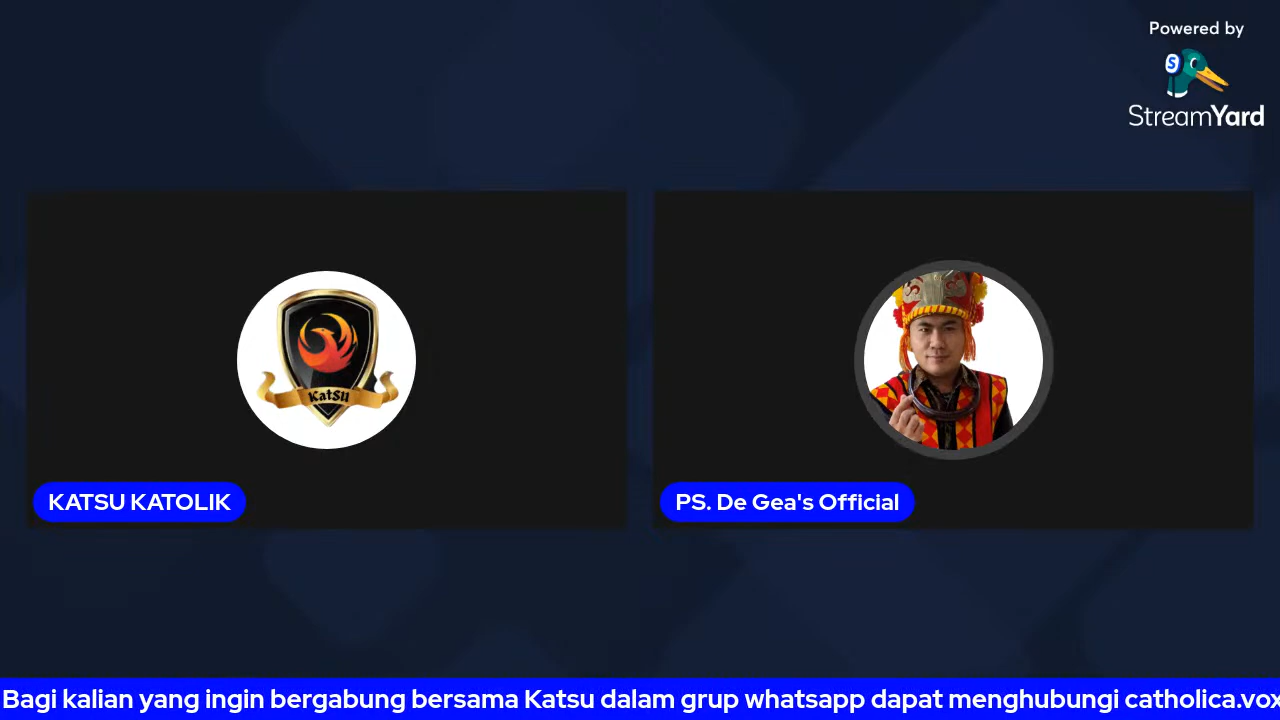 Powered by
S
StreamYard
KatSU
KATSU KATOLIK
PS. De Gea's Official
Bagi kalian yang ingin bergabung bersama Katsu dalam grup whatsapp dapat menghubungi catholica.vox